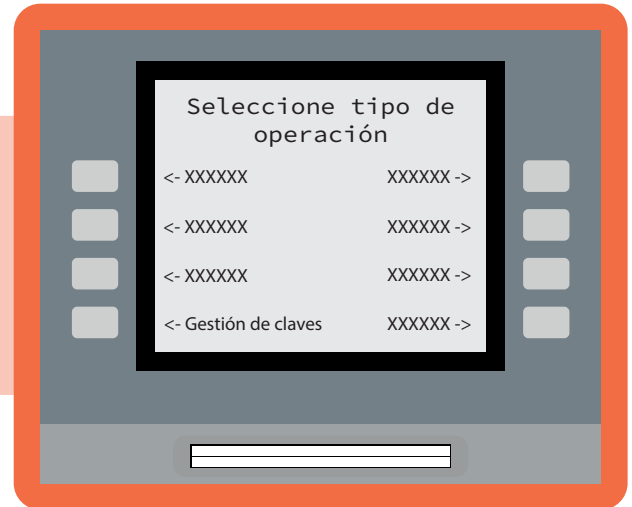 Seleccione tipo de
operación
<- XXXXXX XXXXXX ->
<- XXXXXX XXXXXX ->
<- XXXXXX XXXXXX ->
<- Gestión de claves XXXXXX ->